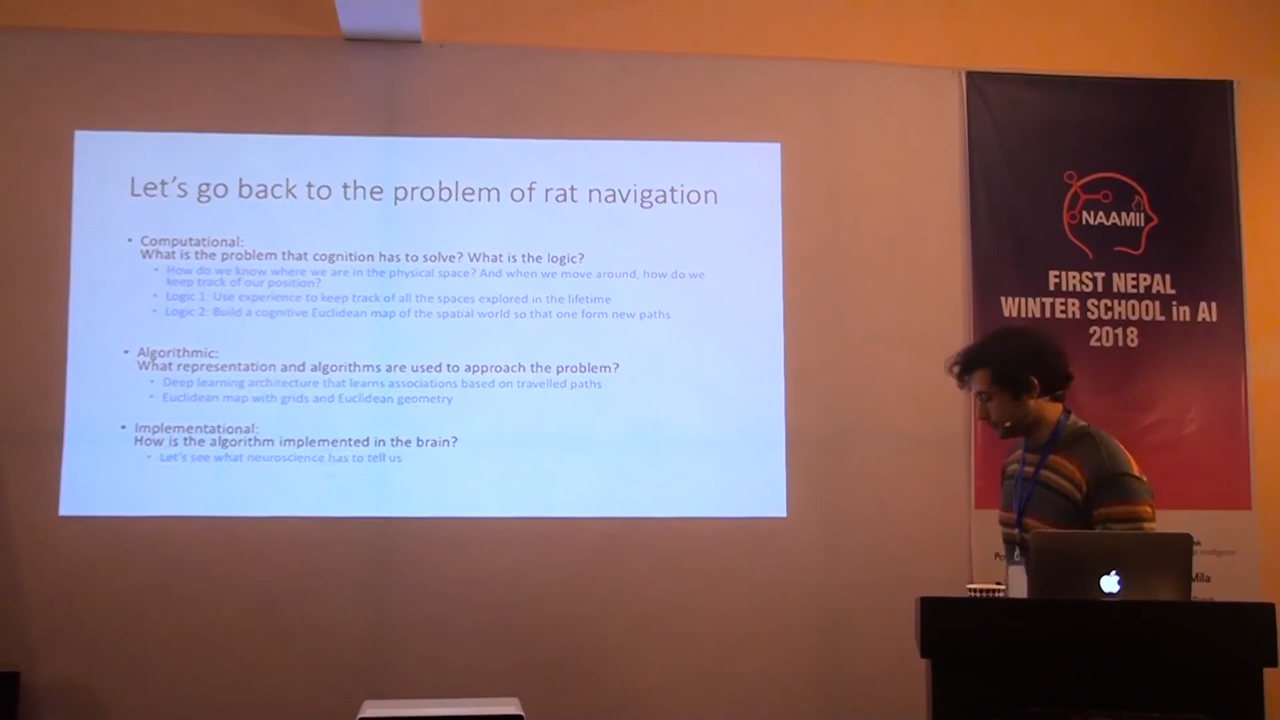 Let's go back to the problem of rat navigation
• Computational:
What is the problem that cognition has to solve? What is the logic?
• How do we know where we are in the physical space? And when we move around, how do we
keep track of our position?
• Logic 1: Use experience to keep track of all the spaces explored in the lifetime
• Logic 2: Build a cognitive Euclidean map of the spatial world so that one form new paths
• Algorithmic:
What representation and algorithms are used to approach the problem?
• Deep learning architecture that learns associations based on travelled paths
• Euclidean map with grids and Euclidean geometry
• Implementational:
How is the algorithm implemented in the brain?
• Let's see what neuroscience has to tell us
NAAMII
FIRST NEPAL
WINTER SCHOOL in AI
2018
Mila